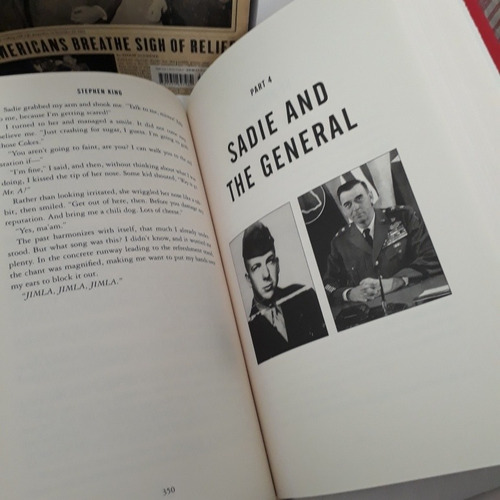 AMERICANS BREATHE SIGH OF RELIEF
STEPHEN KING
Sadie grabbed my arm and shook me. "Talk to me,
me, because I'm getting scared!"
I turned to her and managed a smile. It did not
believe me. "Just crashing for sugar, I guess. I'm going to
those Cokes."
"You aren't going to faint, are you? I can walk you to the
station if—"
"I'm fine," I said, and then, without thinking about what I was
doing, I kissed the tip of her nose. Some kid shouted,
Mr. A!"
Rather than looking irritated, she wriggled her nose like a
bit, then smiled. "Get out of here, then. Before you damage my
reputation. And bring me a chili dog. Lots of cheese."
"Yes, ma'am."
The past harmonizes with itself, that much I already
stood. But what song was this? I didn't know, and it worried me
plenty. In the concrete runway leading to the refreshment
the chant was magnified, making me want to put my hands over
my ears to block it out.
"JIMLA, JIMLA, JIMLA."
350
PART 4
SADIE AND
THE GENERAL